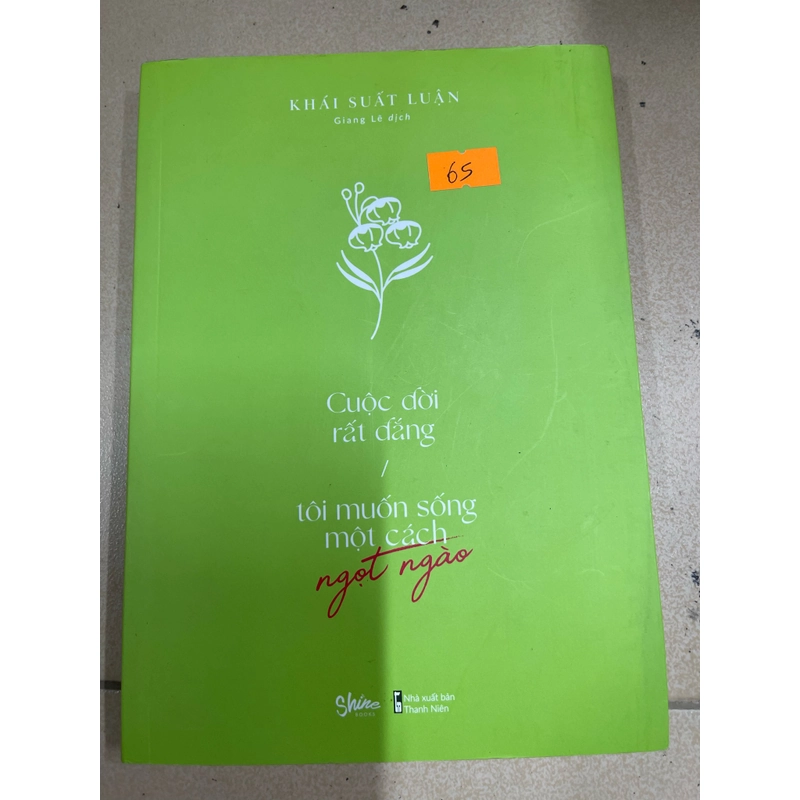 KHÁI SUẤT LUẬN
Giang Lê dịch
65
Cuộc đời
rất đắng
/
tôi muốn sống
một cách
ngọt ngào
Shine
BOOKS
Nhà xuất bản
Thanh Niên